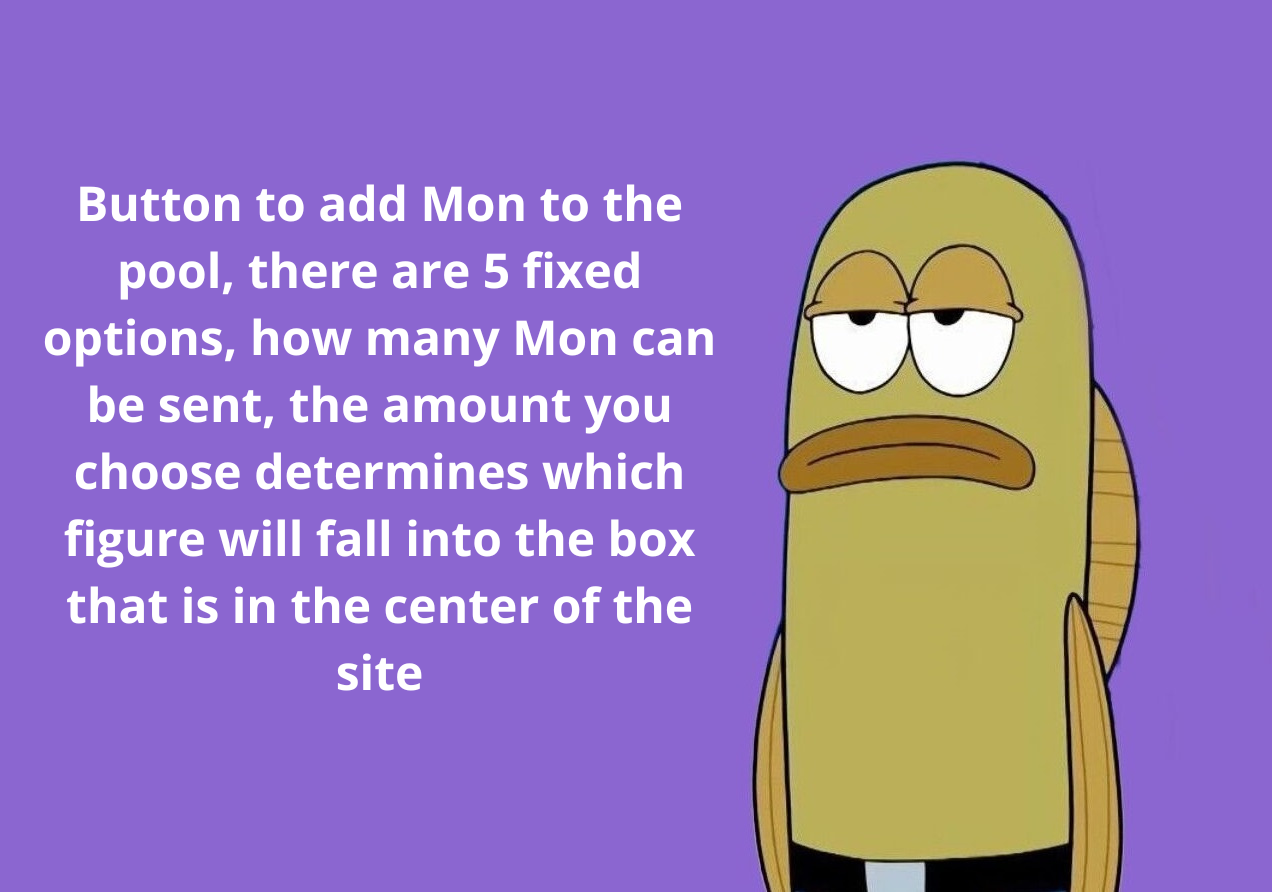 Button to add Mon to the
pool, there are 5 fixed
options, how many Mon can
be sent, the amount you
choose determines which
figure will fall into the box
that is in the center of the
site